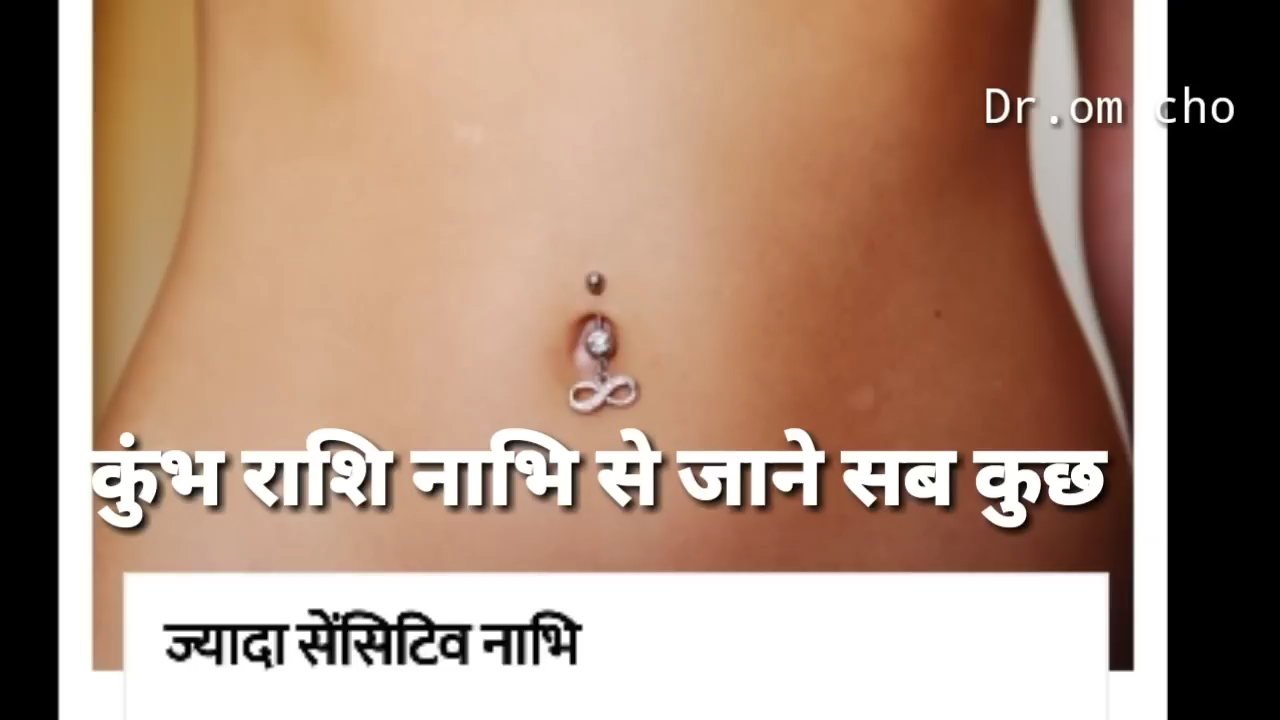 Dr.om cho
कुंभ राशि नाभि से जाने सब कुछ
ज्यादा सेंसिटिव नाभि